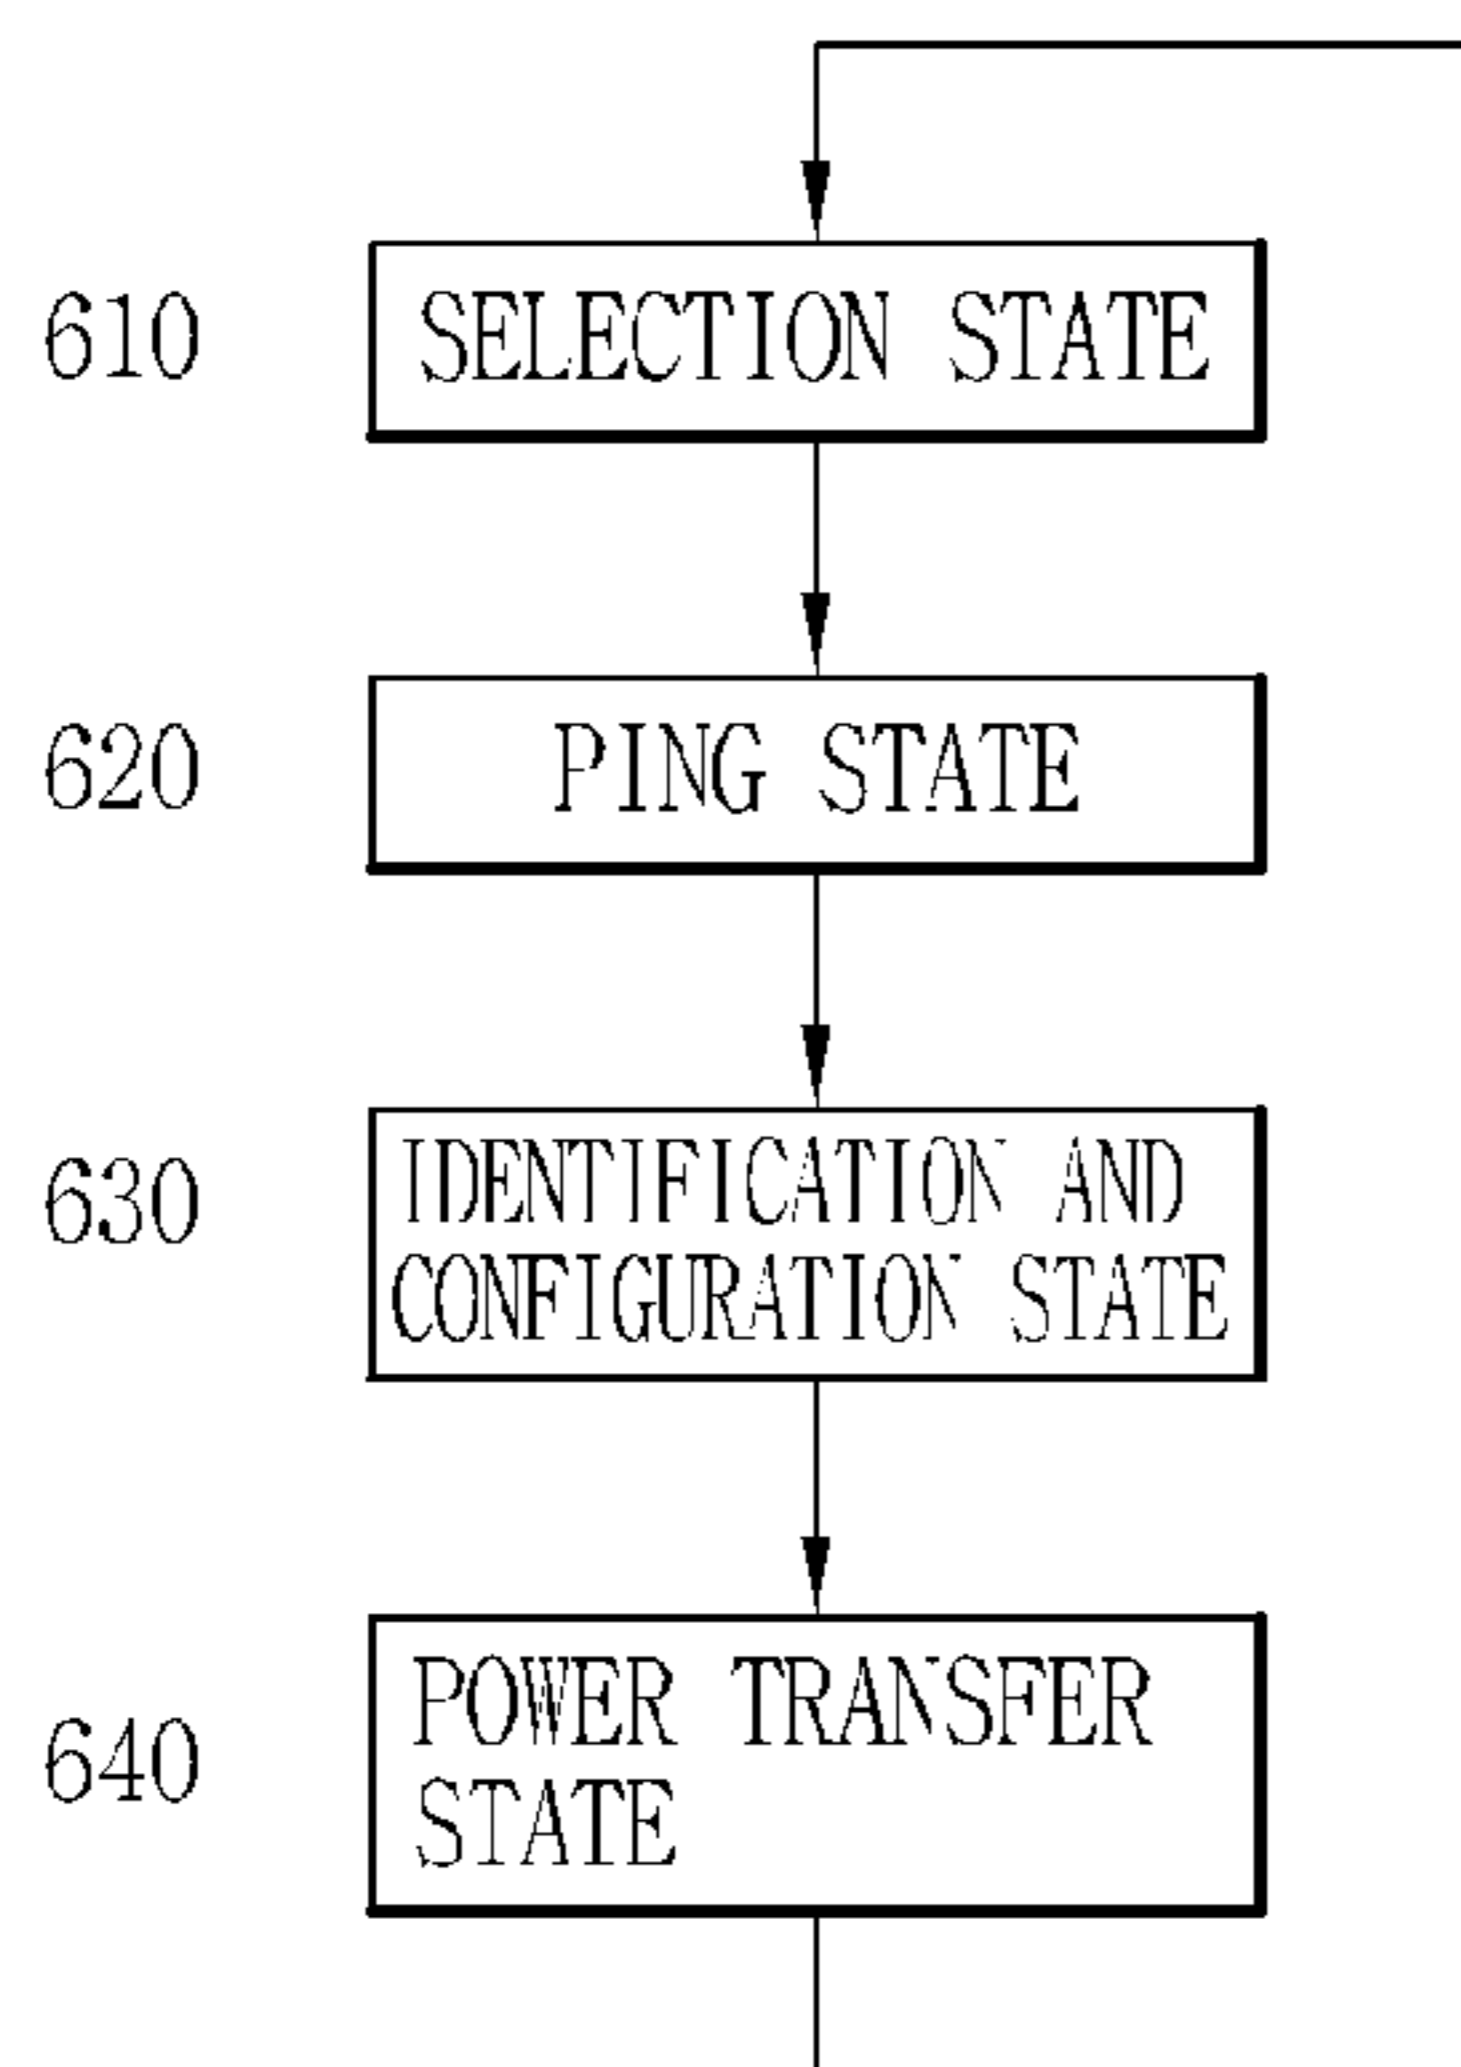 610
SELECTION STATE
620
PING STATE
630
IDENTIFICATION AND
CONFIGURATION STATE
640
POWER TRANSFER
STATE